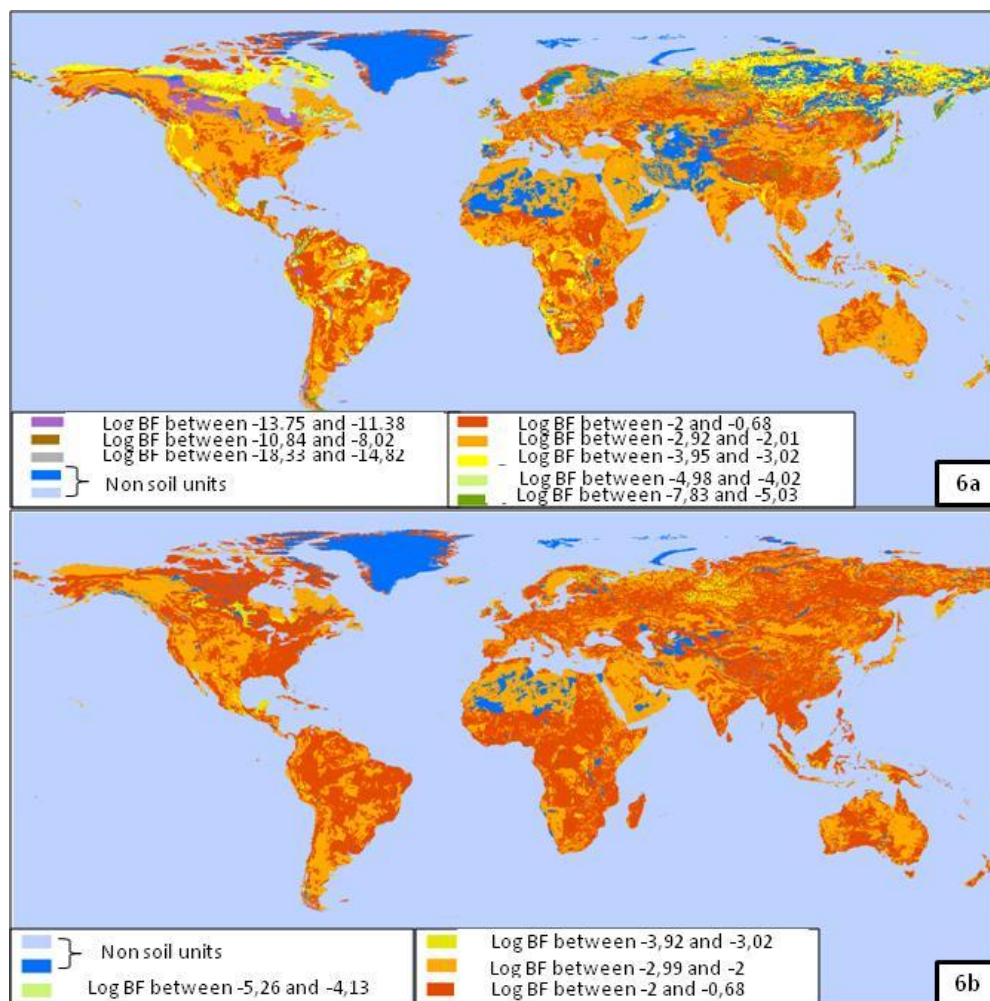 Log BF between -13.75 and -11.38
Log BF between -10,84 and -8,02
Log BF between -18,33 and -14,82
Non soil units
Log BF between -2 and -0,68
Log BF between -2,92 and -2,01
Log BF between -3,95 and -3,02
Log BF between -4,98 and -4,02
Log BF between -7,83 and -5,03
6a
Non soil units
Log BF between -5,26 and -4,13
Log BF between -3,92 and -3,02
Log BF between -2,99 and -2
Log BF between -2 and -0,68
6b